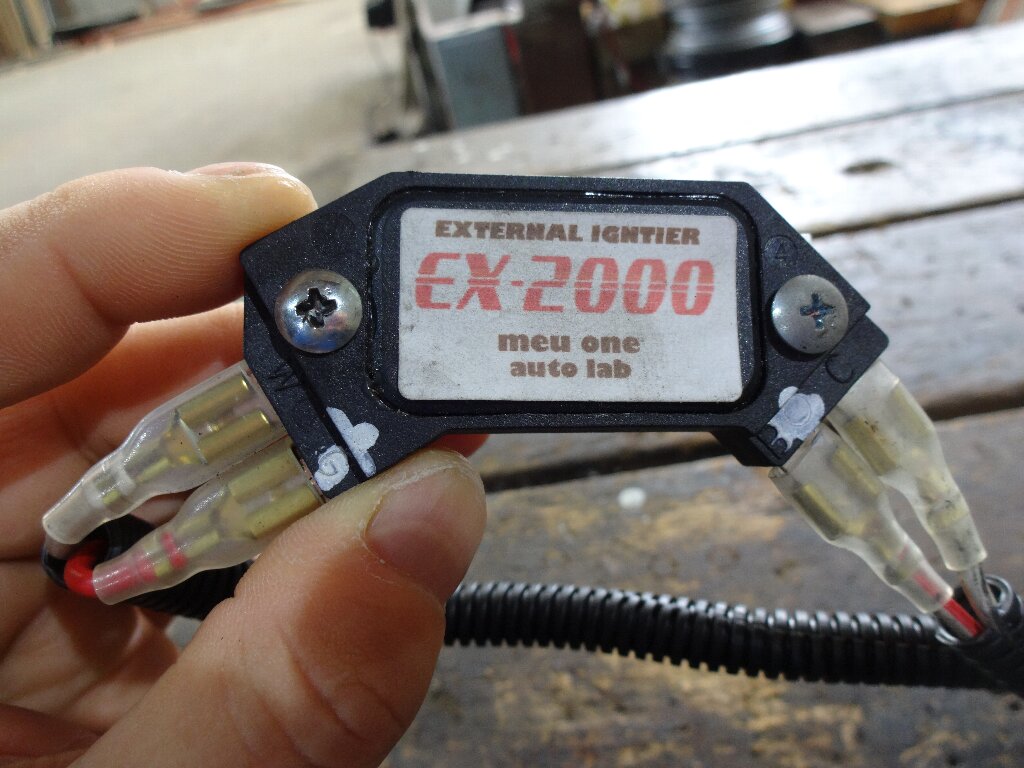 EXTERNAL IGNTIER
EX-2000
meu one
auto lab
W
C
G
B